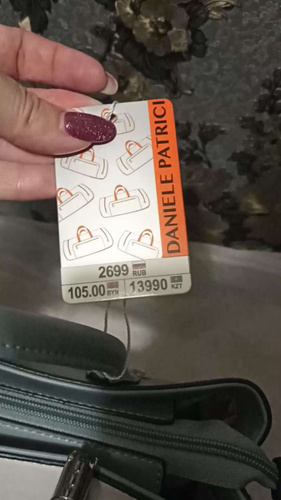 DANIELE PATRICI
2699 RUB
105.00 BYN 13990 KZT